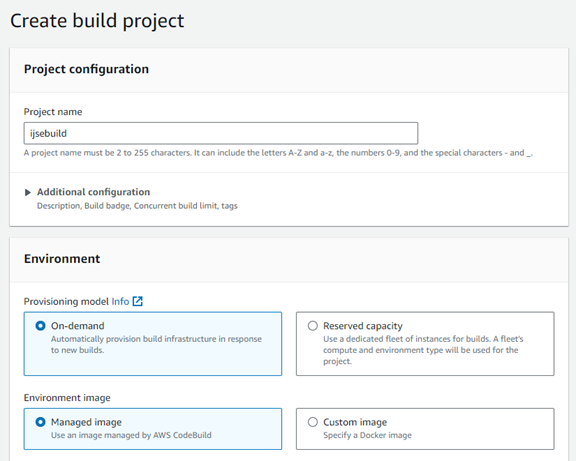 Create build project
Project configuration
Project name
ijsebuild
A project name must be 2 to 255 characters. It can include the letters A-Z and a-z, the numbers 0-9, and the special characters - and _.
Additional configuration
Description, Build badge, Concurrent build limit, tags
Environment
Provisioning model Info
On-demand
Automatically provision build infrastructure in response
to new builds.
Reserved capacity
Use a dedicated fleet of instances for builds. A fleet's
compute and environment type will be used for the
project.
Environment image
Managed image
Use an image managed by AWS CodeBuild
Custom image
Specify a Docker image